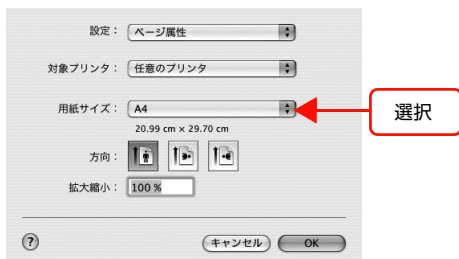 設定： ページ属性
対象プリンタ： 任意のプリンタ
用紙サイズ： A4
選択
20.99 cm × 29.70 cm
方向：
拡大縮小： 100 %
? キャンセル OK